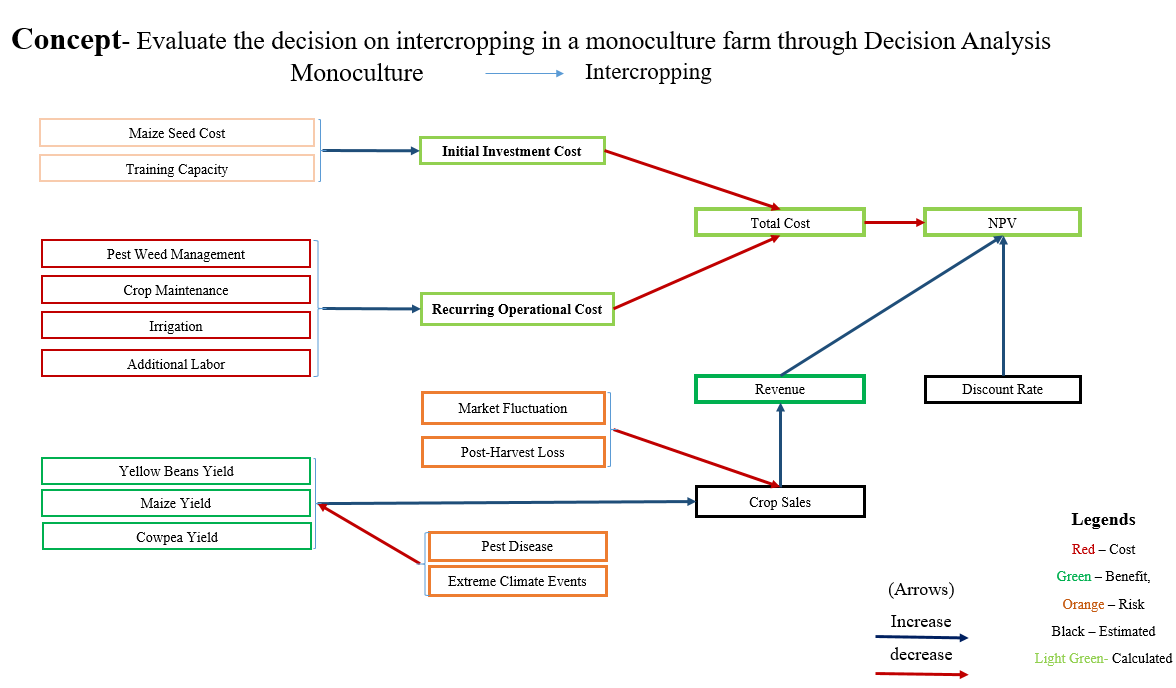 Concept- Evaluate the decision on intercropping in a monoculture farm through Decision Analysis
Monoculture
Intercropping
Maize Seed Cost
Training Capacity
Initial Investment Cost
Total Cost
NPV
Pest Weed Management
Crop Maintenance
Irrigation
Additional Labor
Recurring Operational Cost
Revenue
Discount Rate
Market Fluctuation
Post-Harvest Loss
Yellow Beans Yield
Maize Yield
Cowpea Yield
Crop Sales
Pest Disease
Extreme Climate Events
(Arrows)
Increase
decrease
Legends
Red – Cost
Green – Benefit,
Orange – Risk
Black – Estimated
Light Green- Calculated